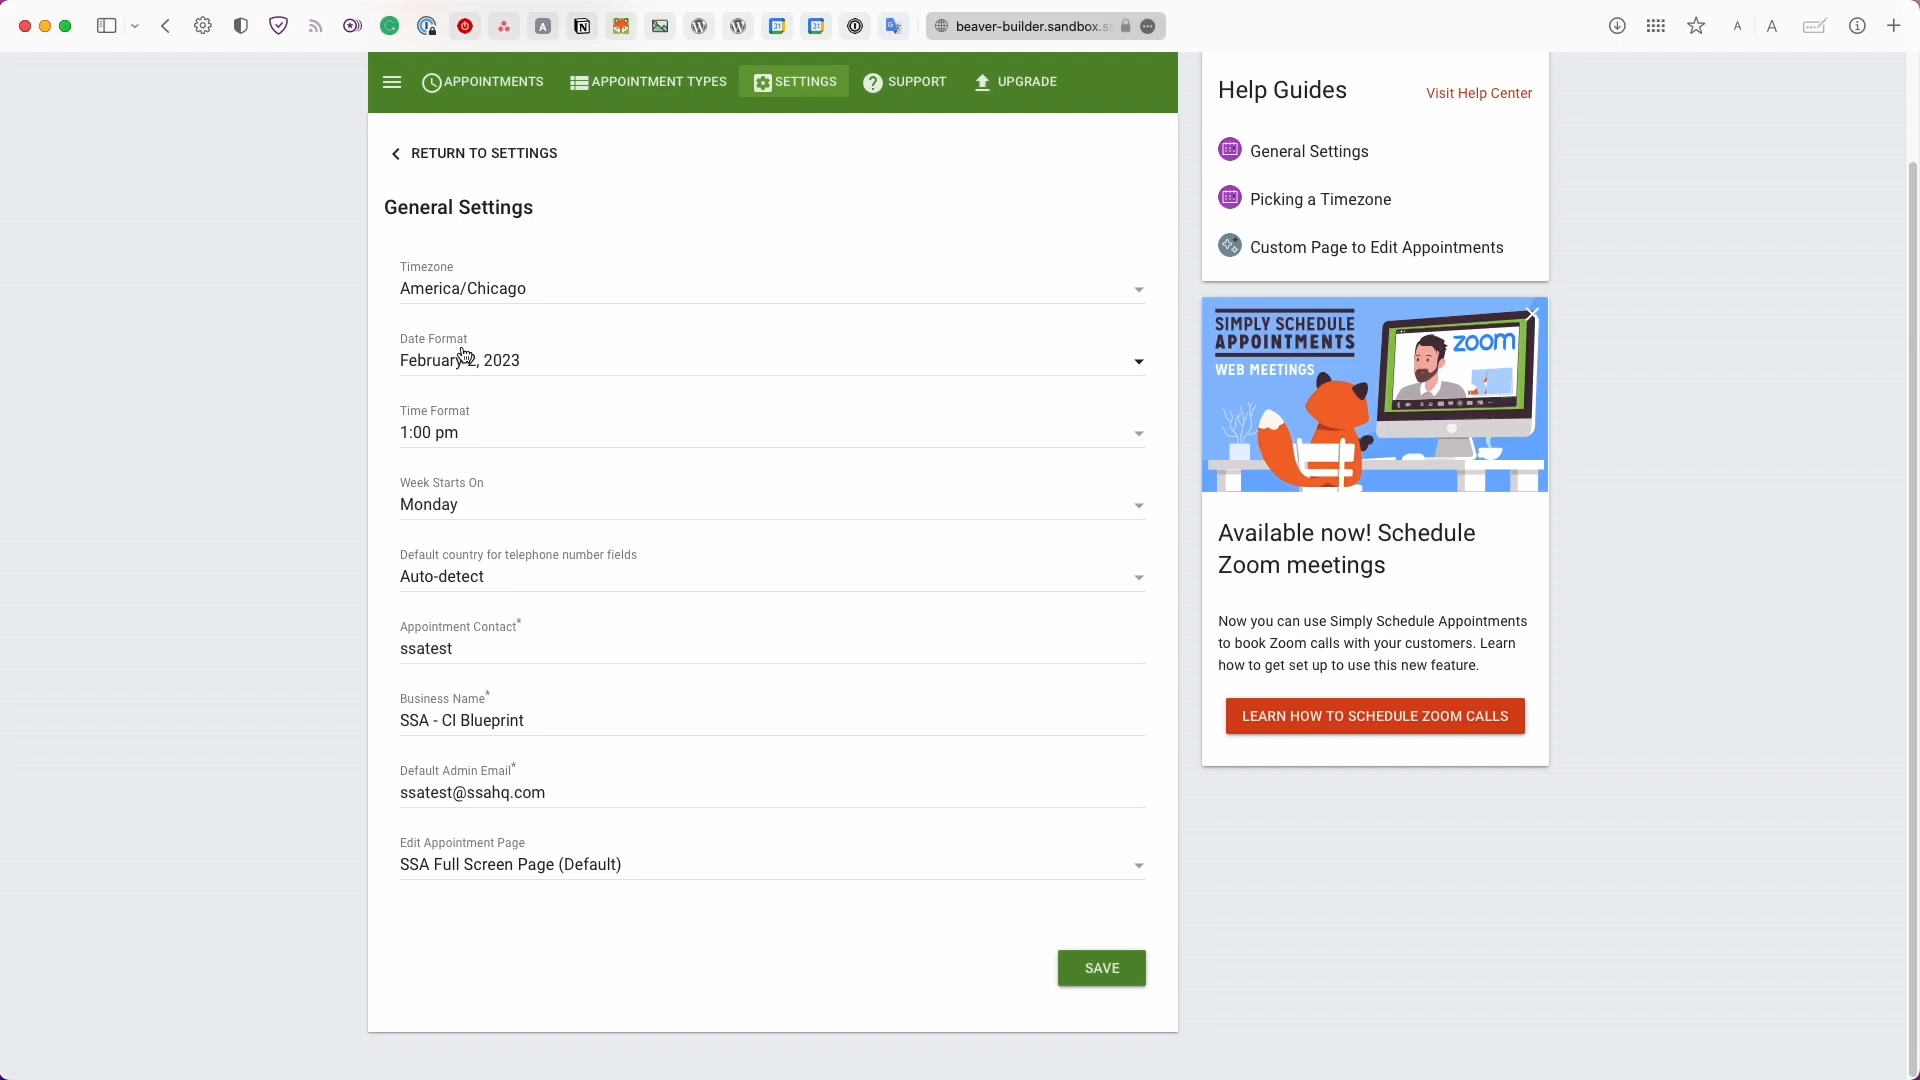 beaver-builder.sandbox.s
A A
APPOINTMENTS APPOINTMENT TYPES SETTINGS SUPPORT UPGRADE
RETURN TO SETTINGS
General Settings
Timezone
America/Chicago
Date Format
February 2, 2023
Time Format
1:00 pm
Week Starts On
Monday
Default country for telephone number fields
Auto-detect
Appointment Contact*
ssatest
Business Name*
SSA - CI Blueprint
Default Admin Email*
ssatest@ssahq.com
Edit Appointment Page
SSA Full Screen Page (Default)
SAVE
Help Guides
Visit Help Center
General Settings
Picking a Timezone
Custom Page to Edit Appointments
SIMPLY SCHEDULE
APPOINTMENTS
WEB MEETINGS
zoom
Available now! Schedule
Zoom meetings
Now you can use Simply Schedule Appointments
to book Zoom calls with your customers. Learn
how to get set up to use this new feature.
LEARN HOW TO SCHEDULE ZOOM CALLS